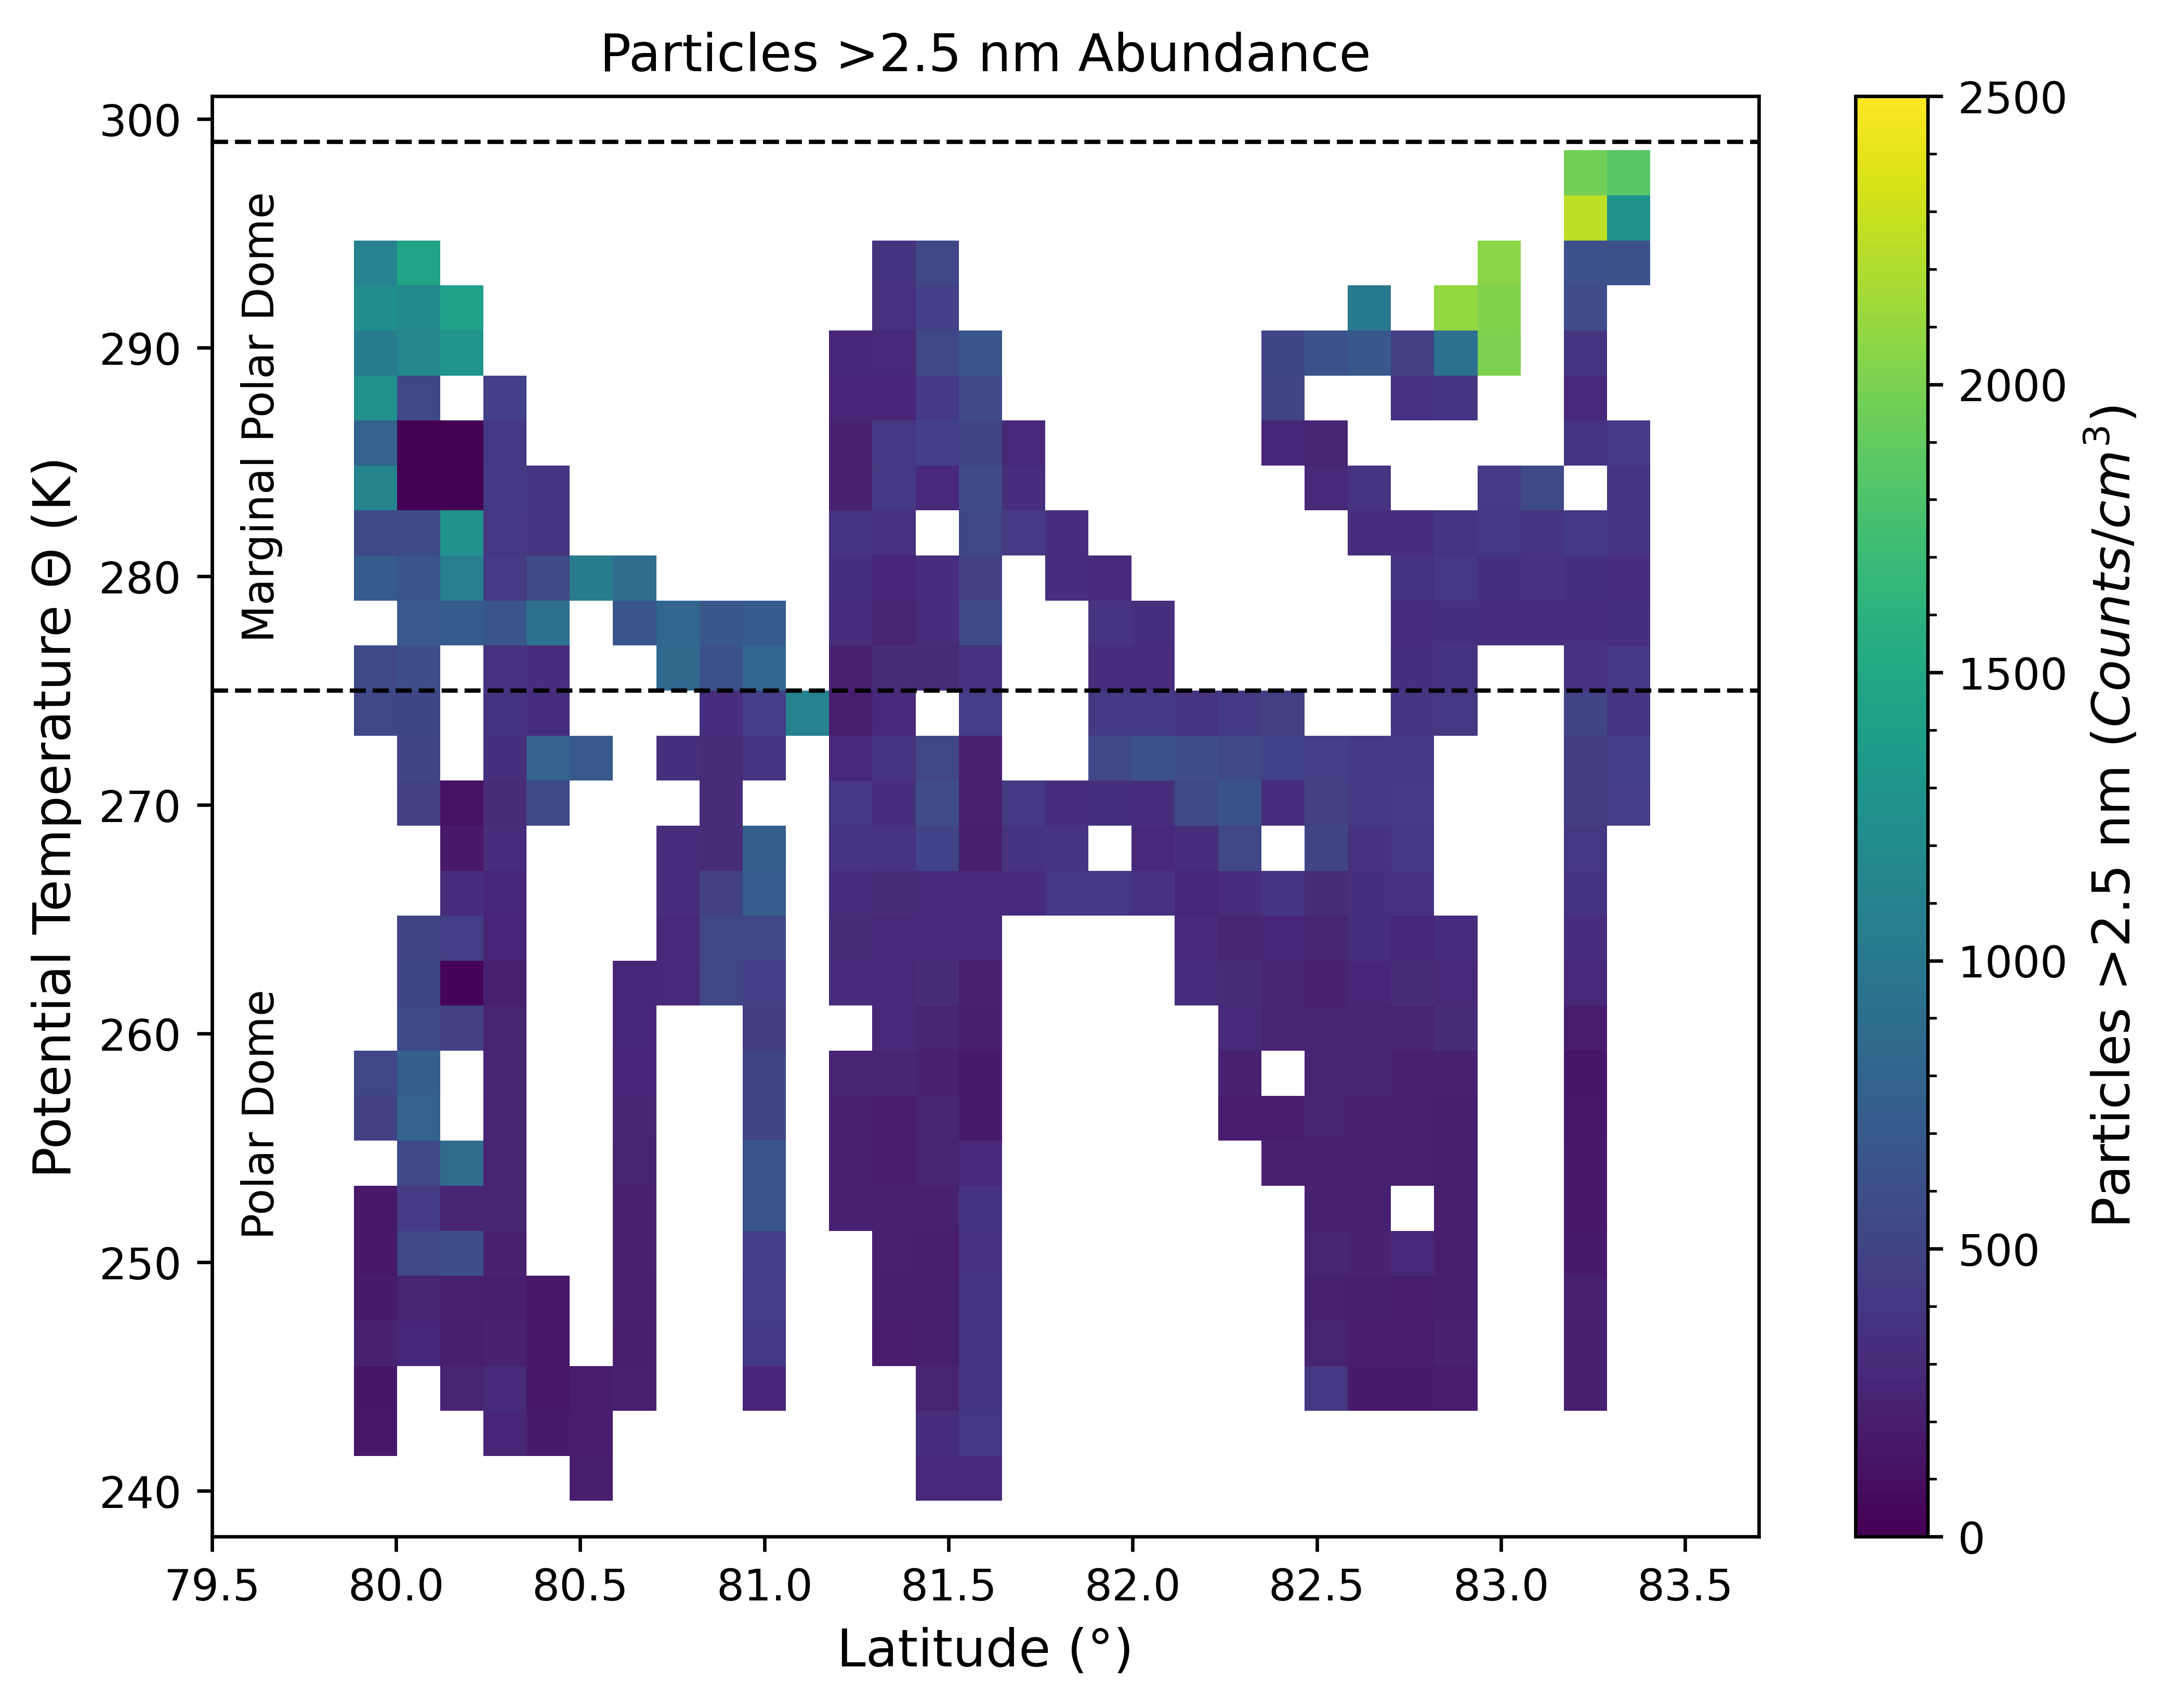 Particles >2.5 nm Abundance
Potential Temperature Θ (K)
300
290
280
270
260
250
240
Marginal Polar Dome
Polar Dome
79.5 80.0 80.5 81.0 81.5 82.0 82.5 83.0 83.5
Latitude (°)
2500
2000
1500
1000
500
0
Particles >2.5 nm (Counts/cm³)